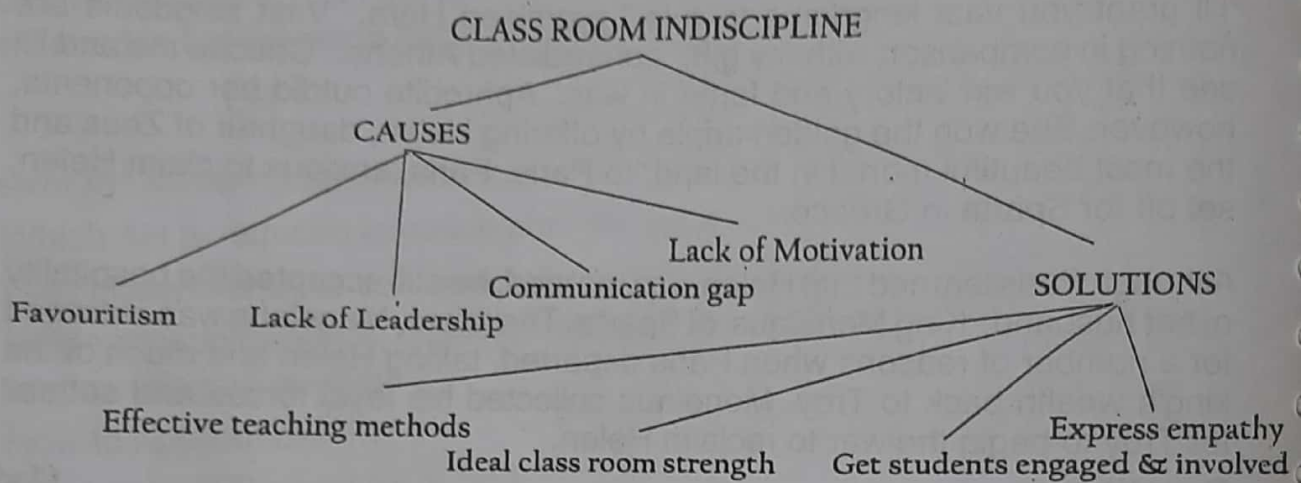 CLASS ROOM INDISCIPLINE
CAUSES
Lack of Motivation
SOLUTIONS
Communication gap
Favouritism
Lack of Leadership
Effective teaching methods
Express empathy
Ideal class room strength
Get students engaged & involved